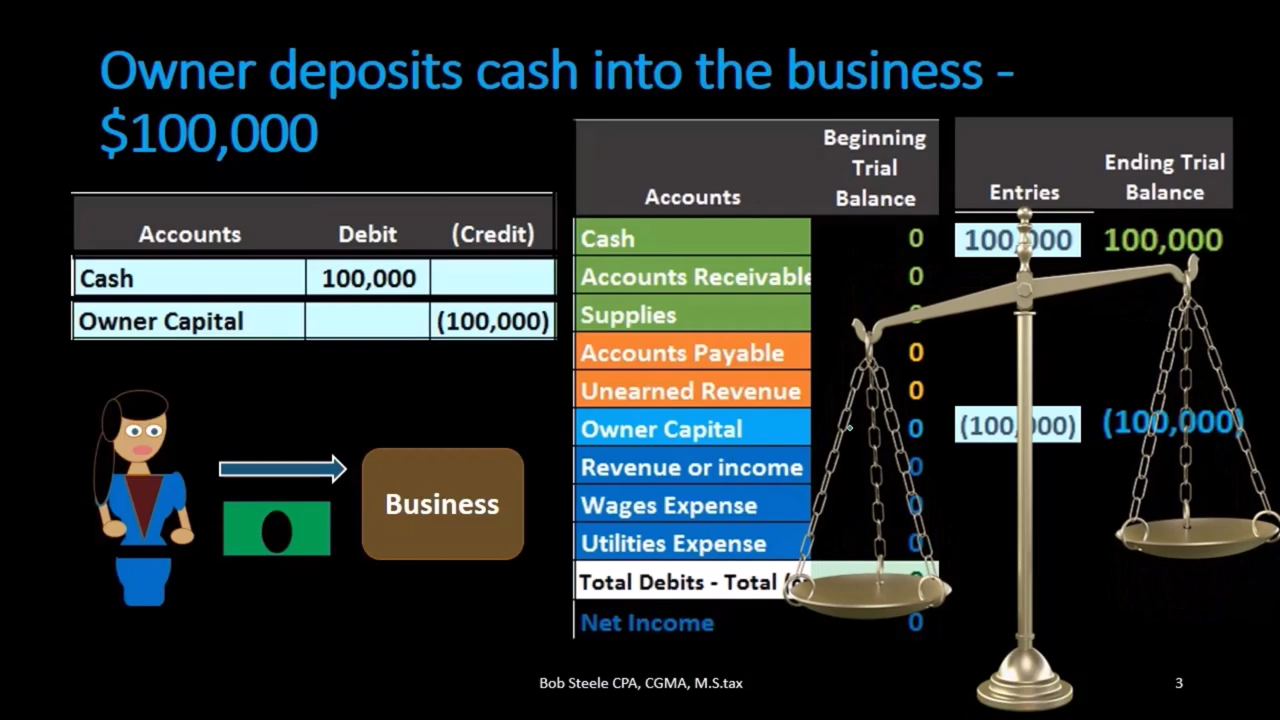 Owner deposits cash into the business -
$100,000
Accounts Debit (Credit)
Cash 100,000
Owner Capital (100,000)
Business
Accounts Beginning Trial Balance Entries Ending Trial Balance
Cash 0 100,000 100,000
Accounts Receivable 0
Supplies
Accounts Payable 0
Unearned Revenue 0
Owner Capital 0 (100,000) (100,000)
Revenue or income 0
Wages Expense 0
Utilities Expense 0
Total Debits - Total
Net Income 0
Bob Steele CPA, CGMA, M.S.tax
3